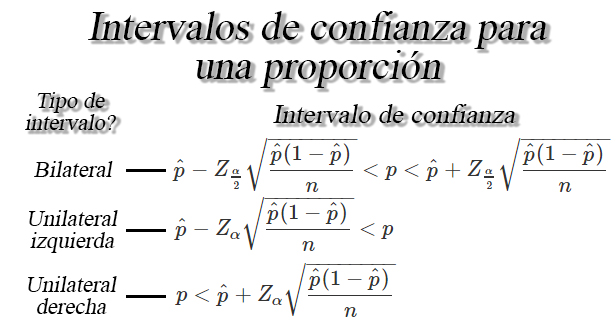 Intervalos de confianza para
una proporción
Tipo de
intervalo?
Intervalo de confianza
Bilateral — $\hat{p} - Z_{\frac{\alpha}{2}}\sqrt{\frac{\hat{p}(1-\hat{p})}{n}} < p < \hat{p} + Z_{\frac{\alpha}{2}}\sqrt{\frac{\hat{p}(1-\hat{p})}{n}}$
Unilateral
izquierda — $\hat{p} - Z_{\alpha}\sqrt{\frac{\hat{p}(1-\hat{p})}{n}} < p$
Unilateral
derecha — $p < \hat{p} + Z_{\alpha}\sqrt{\frac{\hat{p}(1-\hat{p})}{n}}$